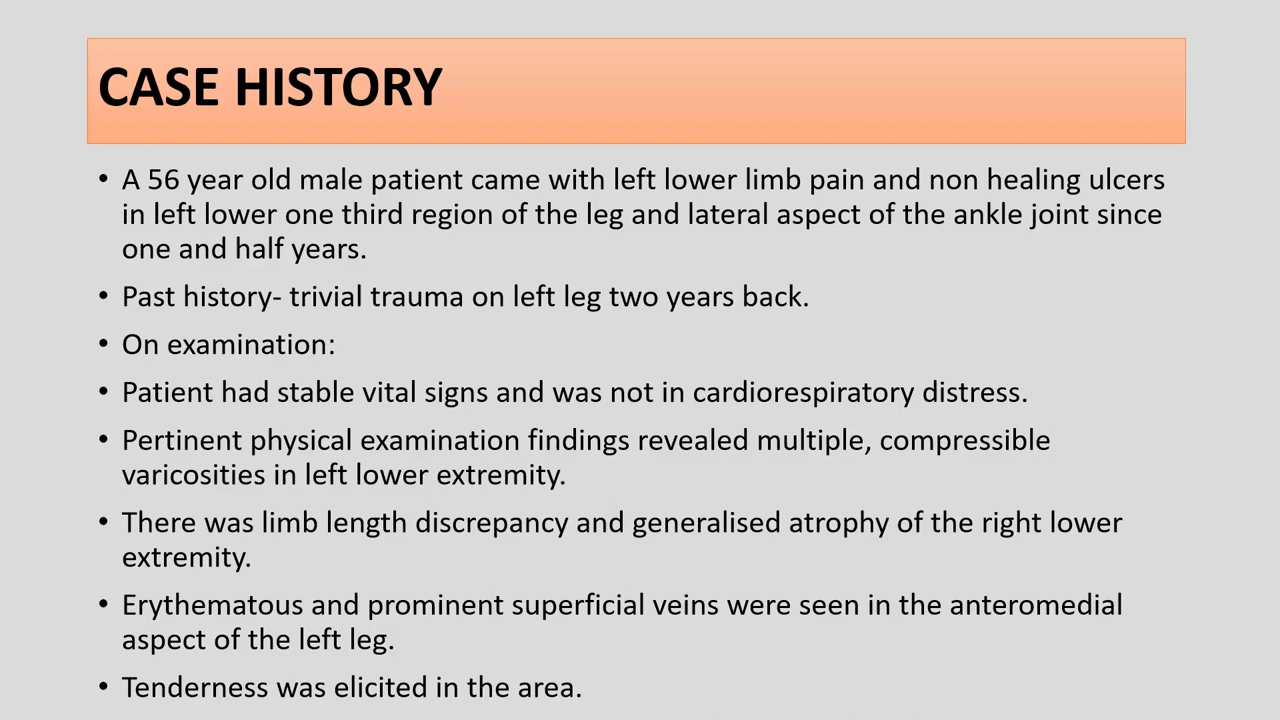 CASE HISTORY
• A 56 year old male patient came with left lower limb pain and non healing ulcers
in left lower one third region of the leg and lateral aspect of the ankle joint since
one and half years.
• Past history- trivial trauma on left leg two years back.
• On examination:
• Patient had stable vital signs and was not in cardiorespiratory distress.
• Pertinent physical examination findings revealed multiple, compressible
varicosities in left lower extremity.
• There was limb length discrepancy and generalised atrophy of the right lower
extremity.
• Erythematous and prominent superficial veins were seen in the anteromedial
aspect of the left leg.
• Tenderness was elicited in the area.